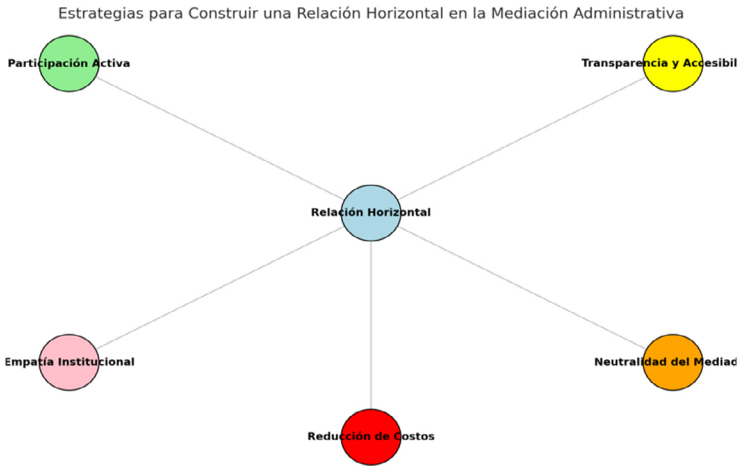 Estrategias para Construir una Relación Horizontal en la Mediación Administrativa
Participación Activa
Transparencia y Accesibil
Relación Horizontal
Empatía Institucional
Neutralidad del Mediad
Reducción de Costos